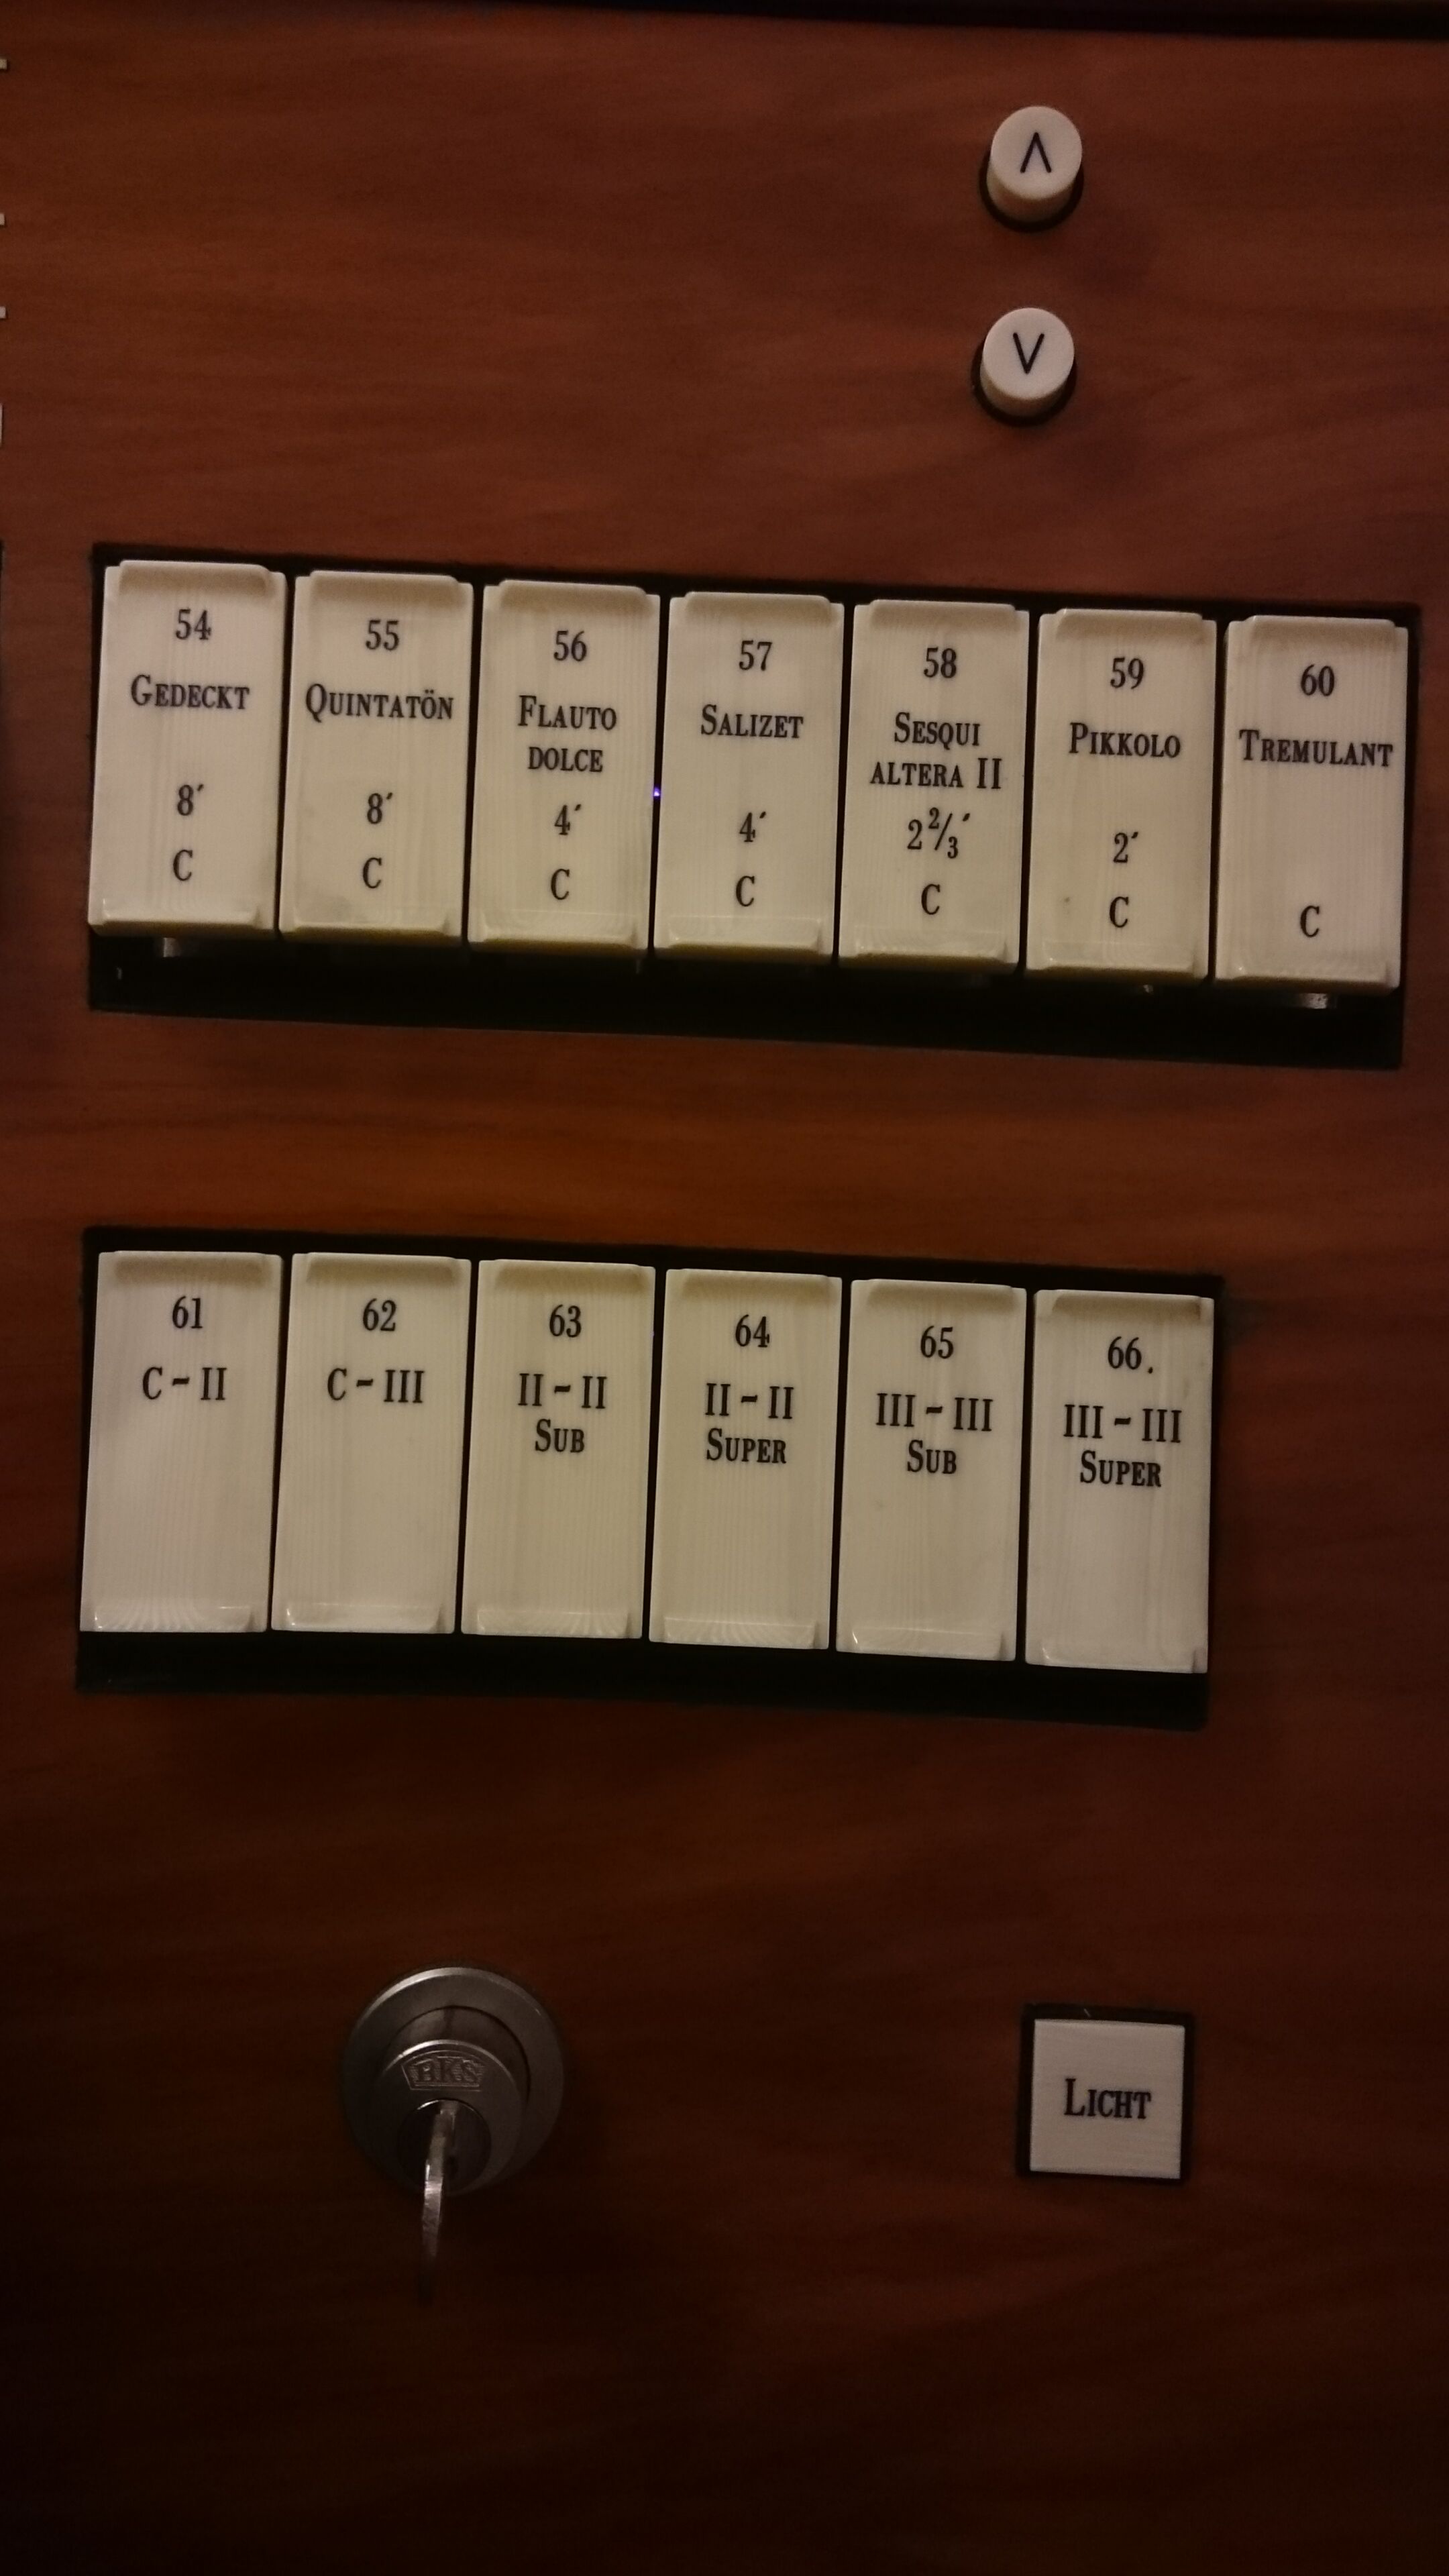 Λ
V
54
GEDECKT
8´
C
55
QUINTATÖN
8´
C
56
FLAUTO
DOLCE
4´
C
57
SALIZET
4´
C
58
SESQUI
ALTERA II
2 2/3´
C
59
PIKKOLO
2´
C
60
TREMULANT
C
61
C - II
62
C - III
63
II - II
SUB
64
II - II
SUPER
65
III - III
SUB
66.
III - III
SUPER
BKS
LICHT